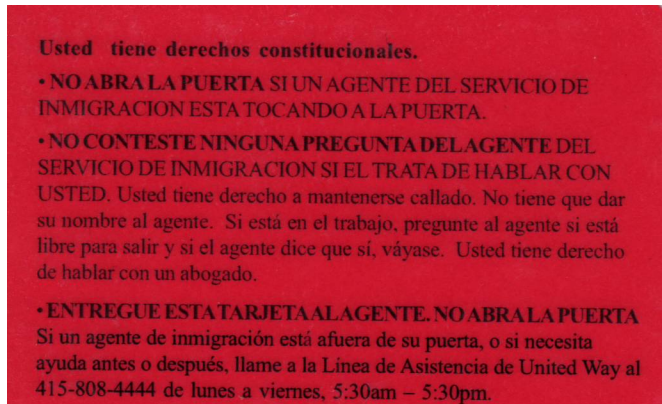 Usted tiene derechos constitucionales.
• NO ABRA LA PUERTA SI UN AGENTE DEL SERVICIO DE
INMIGRACION ESTA TOCANDO A LA PUERTA.
• NO CONTESTE NINGUNA PREGUNTA DEL AGENTE DEL
SERVICIO DE INMIGRACION SI EL TRATA DE HABLAR CON
USTED. Usted tiene derecho a mantenerse callado. No tiene que dar
su nombre al agente. Si está en el trabajo, pregunte al agente si está
libre para salir y si el agente dice que sí, váyase. Usted tiene derecho
de hablar con un abogado.
• ENTREGUE ESTA TARJETA AL AGENTE. NO ABRA LA PUERTA
Si un agente de inmigración está afuera de su puerta, o si necesita
ayuda antes o después, llame a la Línea de Asistencia de United Way al
415-808-4444 de lunes a viernes, 5:30am – 5:30pm.